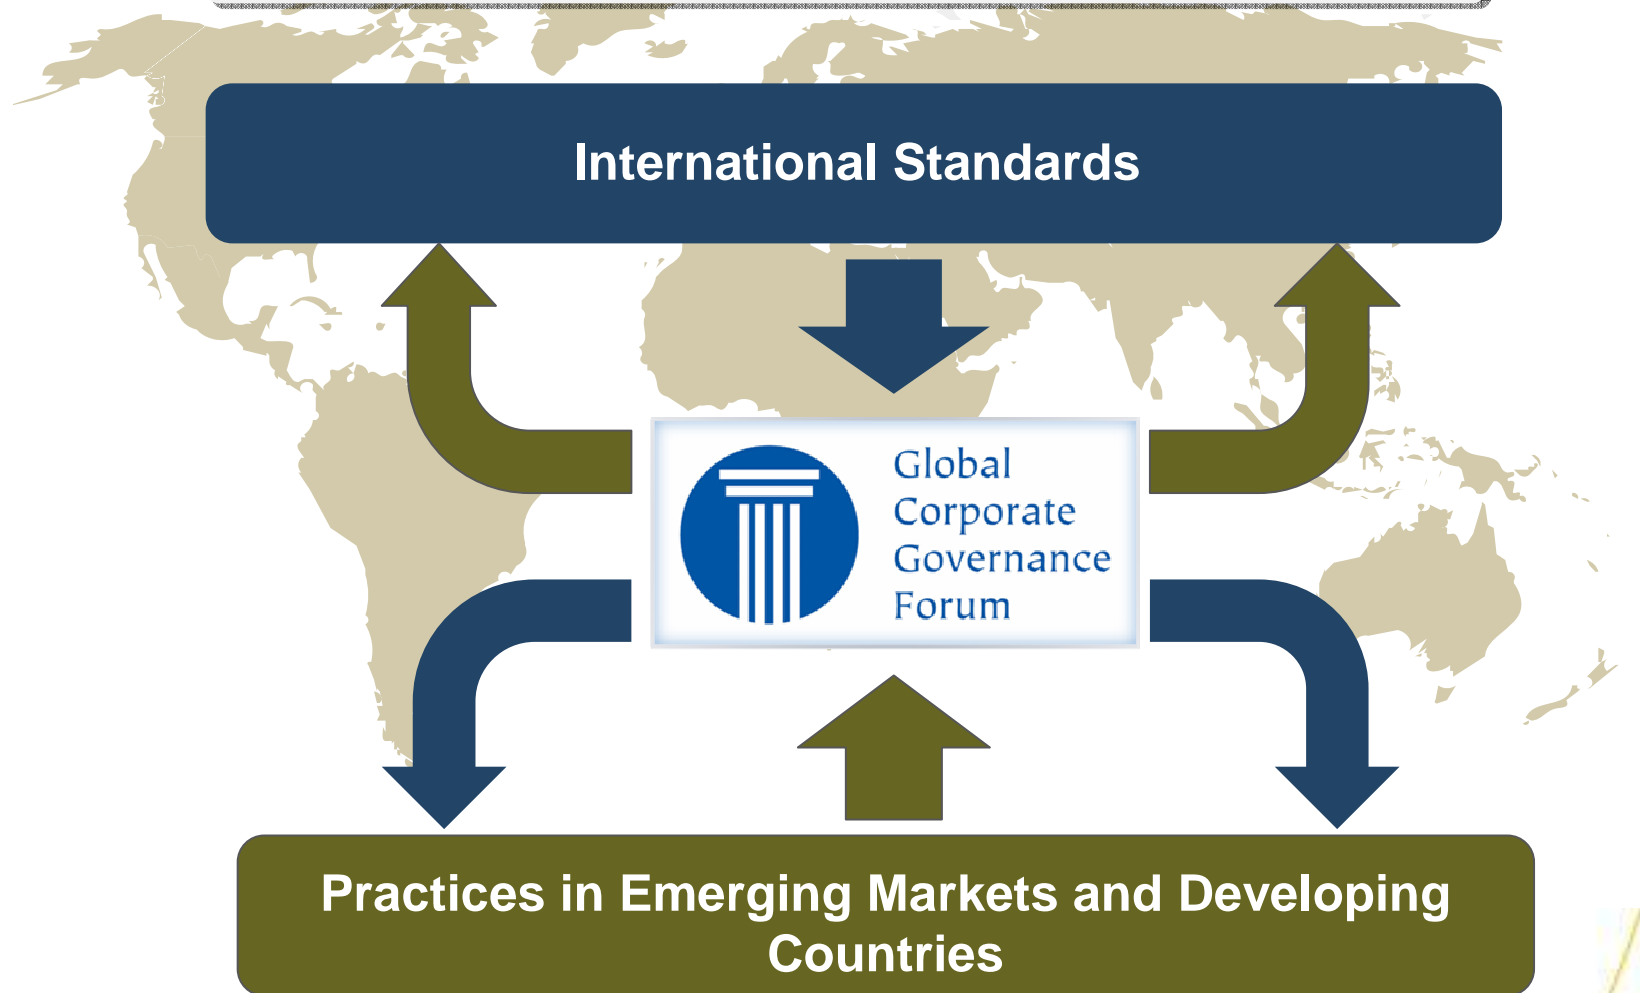 International Standards
Global
Corporate
Governance
Forum
Practices in Emerging Markets and Developing
Countries